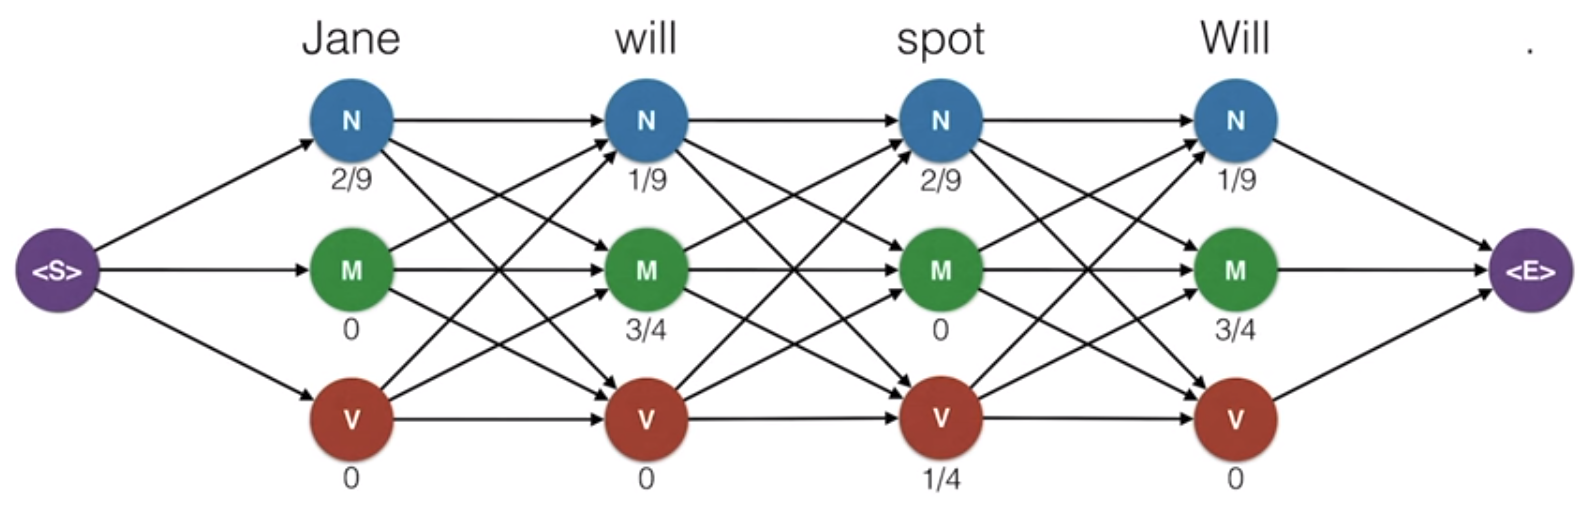 Jane will spot Will .
N N N N
2/9 1/9 2/9 1/9
<S> M M M M <E>
0 3/4 0 3/4
V V V V
0 0 1/4 0